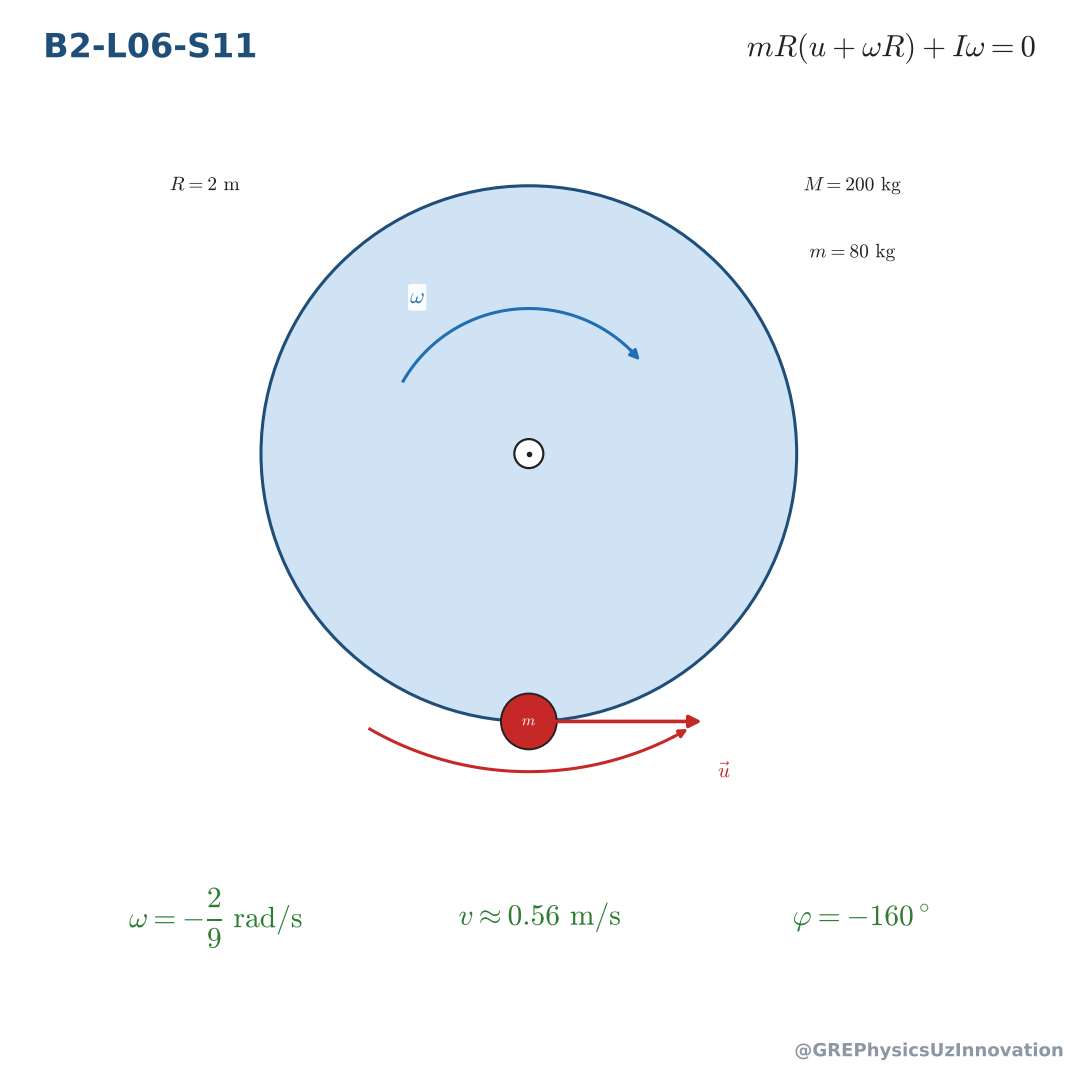 B2-L06-S11
mR(u + ωR) + Iω = 0
R = 2 m
M = 200 kg
m = 80 kg
ω
m
u⃗
ω = −2/9 rad/s
v ≈ 0.56 m/s
φ = −160°
@GREPhysicsUzInnovation